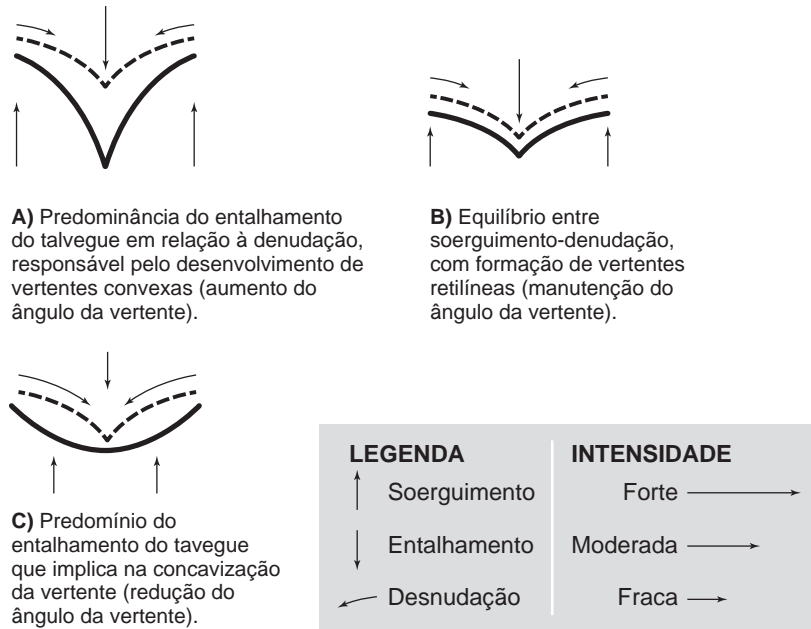 A) Predominância do entalhamento
do talvegue em relação à denudação,
responsável pelo desenvolvimento de
vertentes convexas (aumento do
ângulo da vertente).
B) Equilíbrio entre
soerguimento-denudação,
com formação de vertentes
retilíneas (manutenção do
ângulo da vertente).
C) Predomínio do
entalhamento do tavegue
que implica na concavização
da vertente (redução do
ângulo da vertente).
LEGENDA
Soerguimento
Entalhamento
Desnudação
INTENSIDADE
Forte
Moderada
Fraca